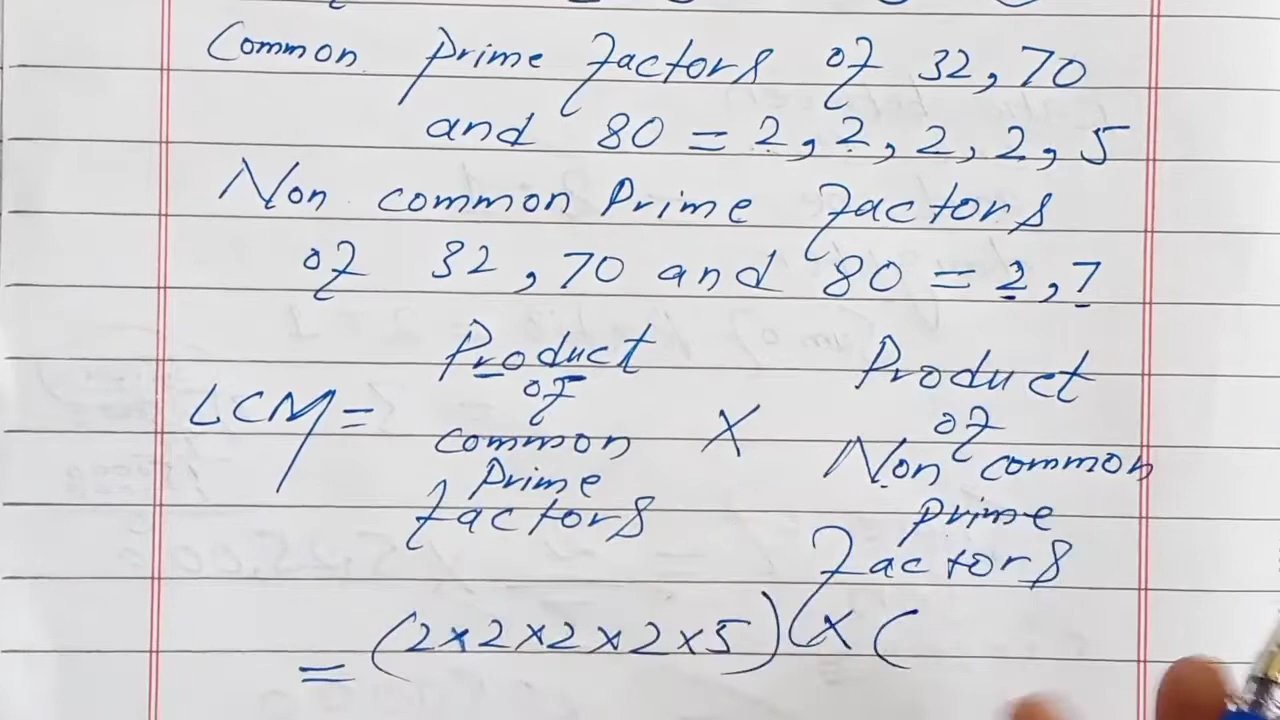 Common prime factors of 32, 70
and 80 = 2, 2, 2, 2, 5
Non common Prime factors
of 32, 70 and 80 = 2, 7
LCM = Product of common Prime factors × Product of Non common prime factors
= (2×2×2×2×5) × (